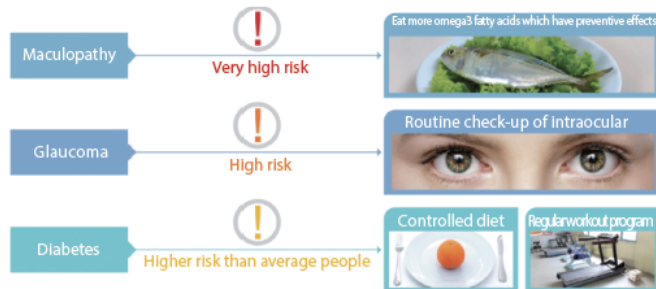 Maculopathy
!
Very high risk
Eat more omega3 fatty acids which have preventive effects
Glaucoma
!
High risk
Routine check-up of intraocular
Diabetes
!
Higher risk than average people
Controlled diet
Regular workout program